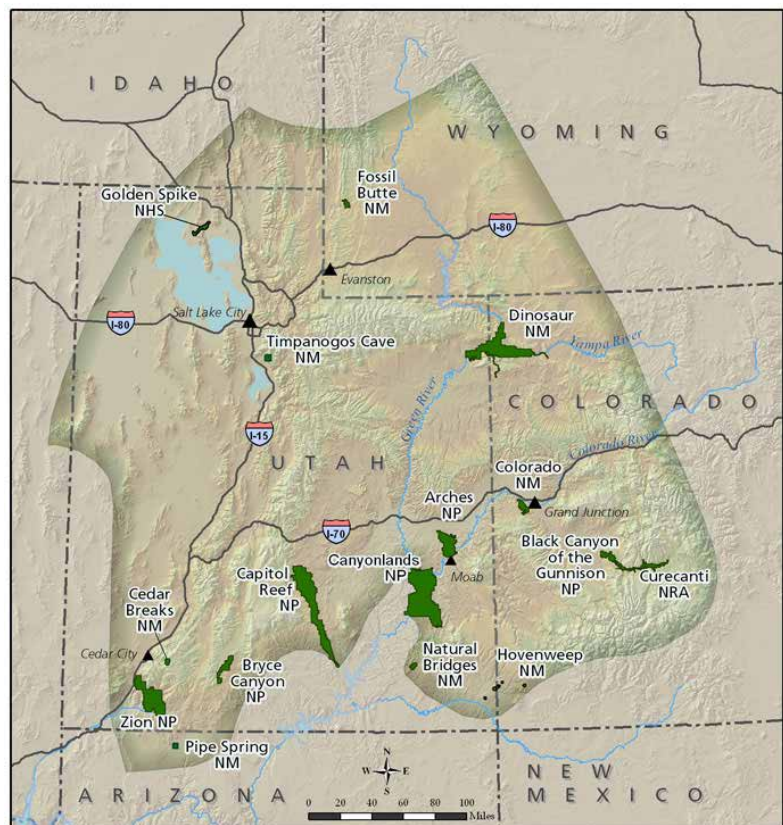 IDAHO
WYOMING
Golden Spike
NHS
Fossil
Butte
NM
I-80
Evanston
Salt Lake City
I-80
Dinosaur
NM
Timpanogos Cave
NM
Yampa River
Green River
COLORADO
I-15
Colorado River
UTAH
Colorado
NM
Arches
NP
Grand Junction
I-70
Black Canyon
of the
Gunnison
NP
Capitol
Reef
NP
Canyonlands
NP
Moab
Curecanti
NRA
Cedar
Breaks
NM
Cedar City
Bryce
Canyon
NP
Natural
Bridges
NM
Hovenweep
NM
Zion NP
Pipe Spring
NM
N
W E
S
ARIZONA
NEW
MEXICO
0 20 40 60 80 100
Miles